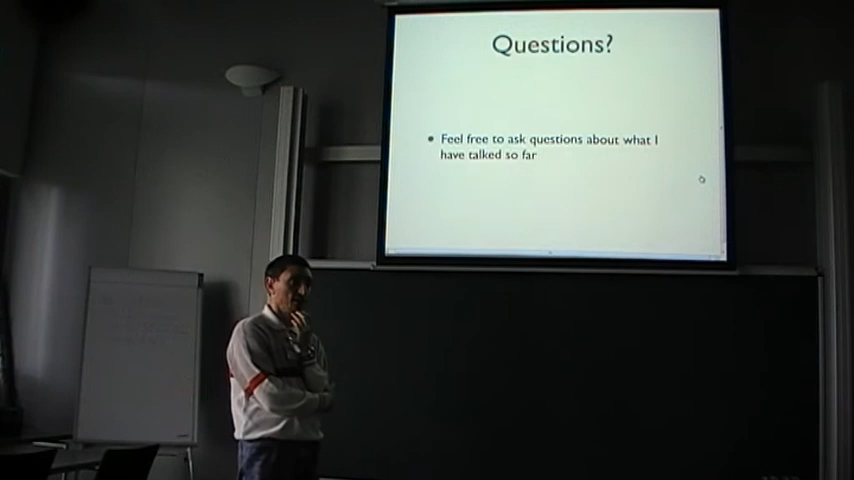 Questions?
• Feel free to ask questions about what I
have talked so far